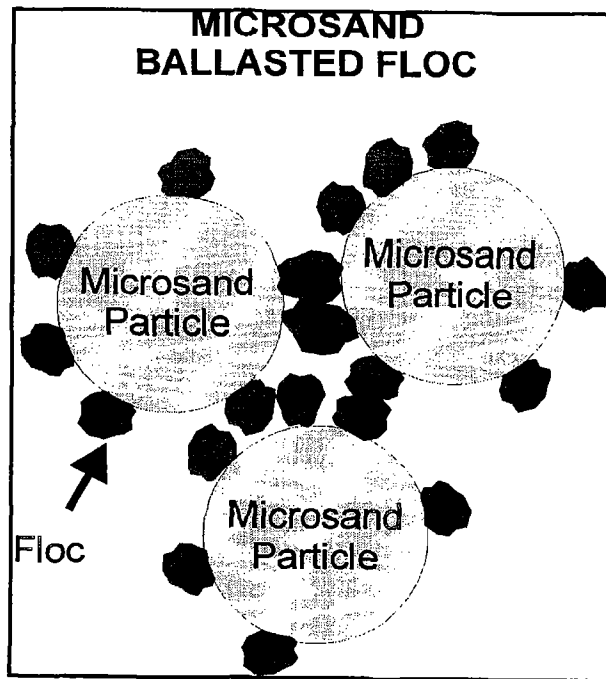 MICROSAND
BALLASTED FLOC
Microsand
Particle
Microsand
Particle
Microsand
Particle
Floc